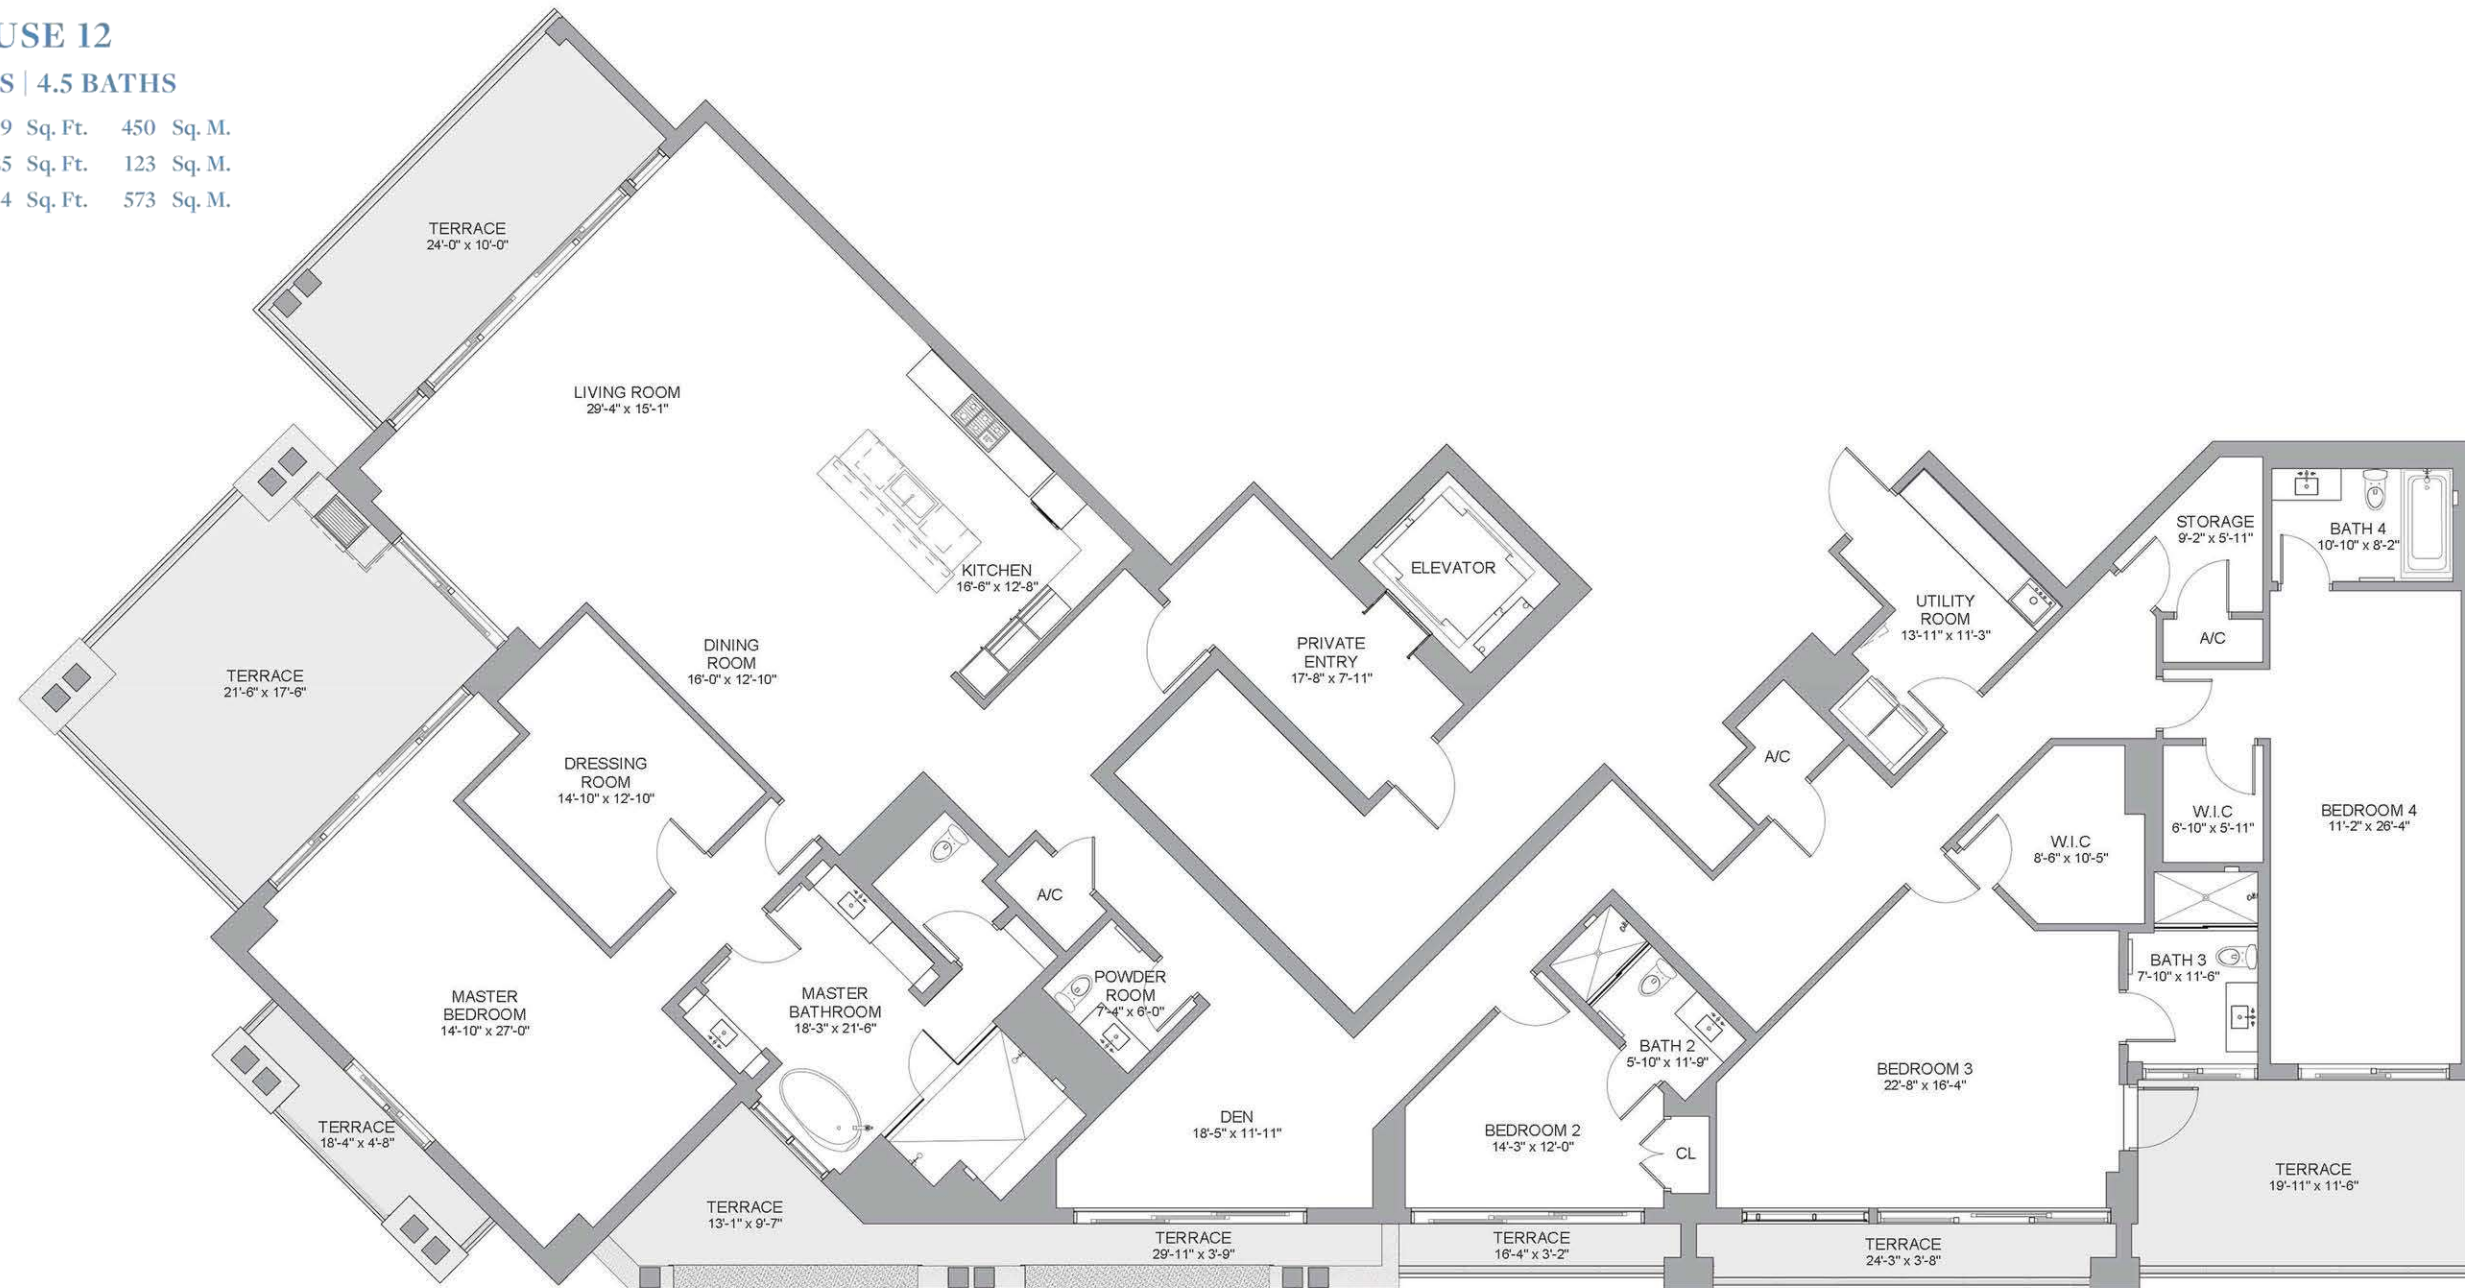 USE 12
S | 4.5 BATHS
9 Sq. Ft. 450 Sq. M.
5 Sq. Ft. 123 Sq. M.
4 Sq. Ft. 573 Sq. M.
TERRACE
24'-0" x 10'-0"
LIVING ROOM
29'-4" x 15'-1"
KITCHEN
16'-6" x 12'-8"
DINING
ROOM
16'-0" x 12'-10"
TERRACE
21'-6" x 17'-6"
DRESSING
ROOM
14'-10" x 12'-10"
MASTER
BEDROOM
14'-10" x 27'-0"
TERRACE
18'-4" x 4'-8"
MASTER
BATHROOM
18'-3" x 21'-6"
A/C
POWDER
ROOM
7'-4" x 6'-0"
TERRACE
13'-1" x 9'-7"
TERRACE
29'-11" x 3'-9"
DEN
18'-5" x 11'-11"
PRIVATE
ENTRY
17'-8" x 7'-11"
ELEVATOR
BATH 2
5'-10" x 11'-9"
BEDROOM 2
14'-3" x 12'-0"
CL
TERRACE
16'-4" x 3'-2"
A/C
UTILITY
ROOM
13'-11" x 11'-3"
STORAGE
9'-2" x 5'-11"
A/C
BATH 4
10'-10" x 8'-2"
W.I.C
8'-6" x 10'-5"
W.I.C
6'-10" x 5'-11"
BEDROOM 4
11'-2" x 26'-4"
BATH 3
7'-10" x 11'-6"
BEDROOM 3
22'-8" x 16'-4"
TERRACE
24'-3" x 3'-8"
TERRACE
19'-11" x 11'-6"